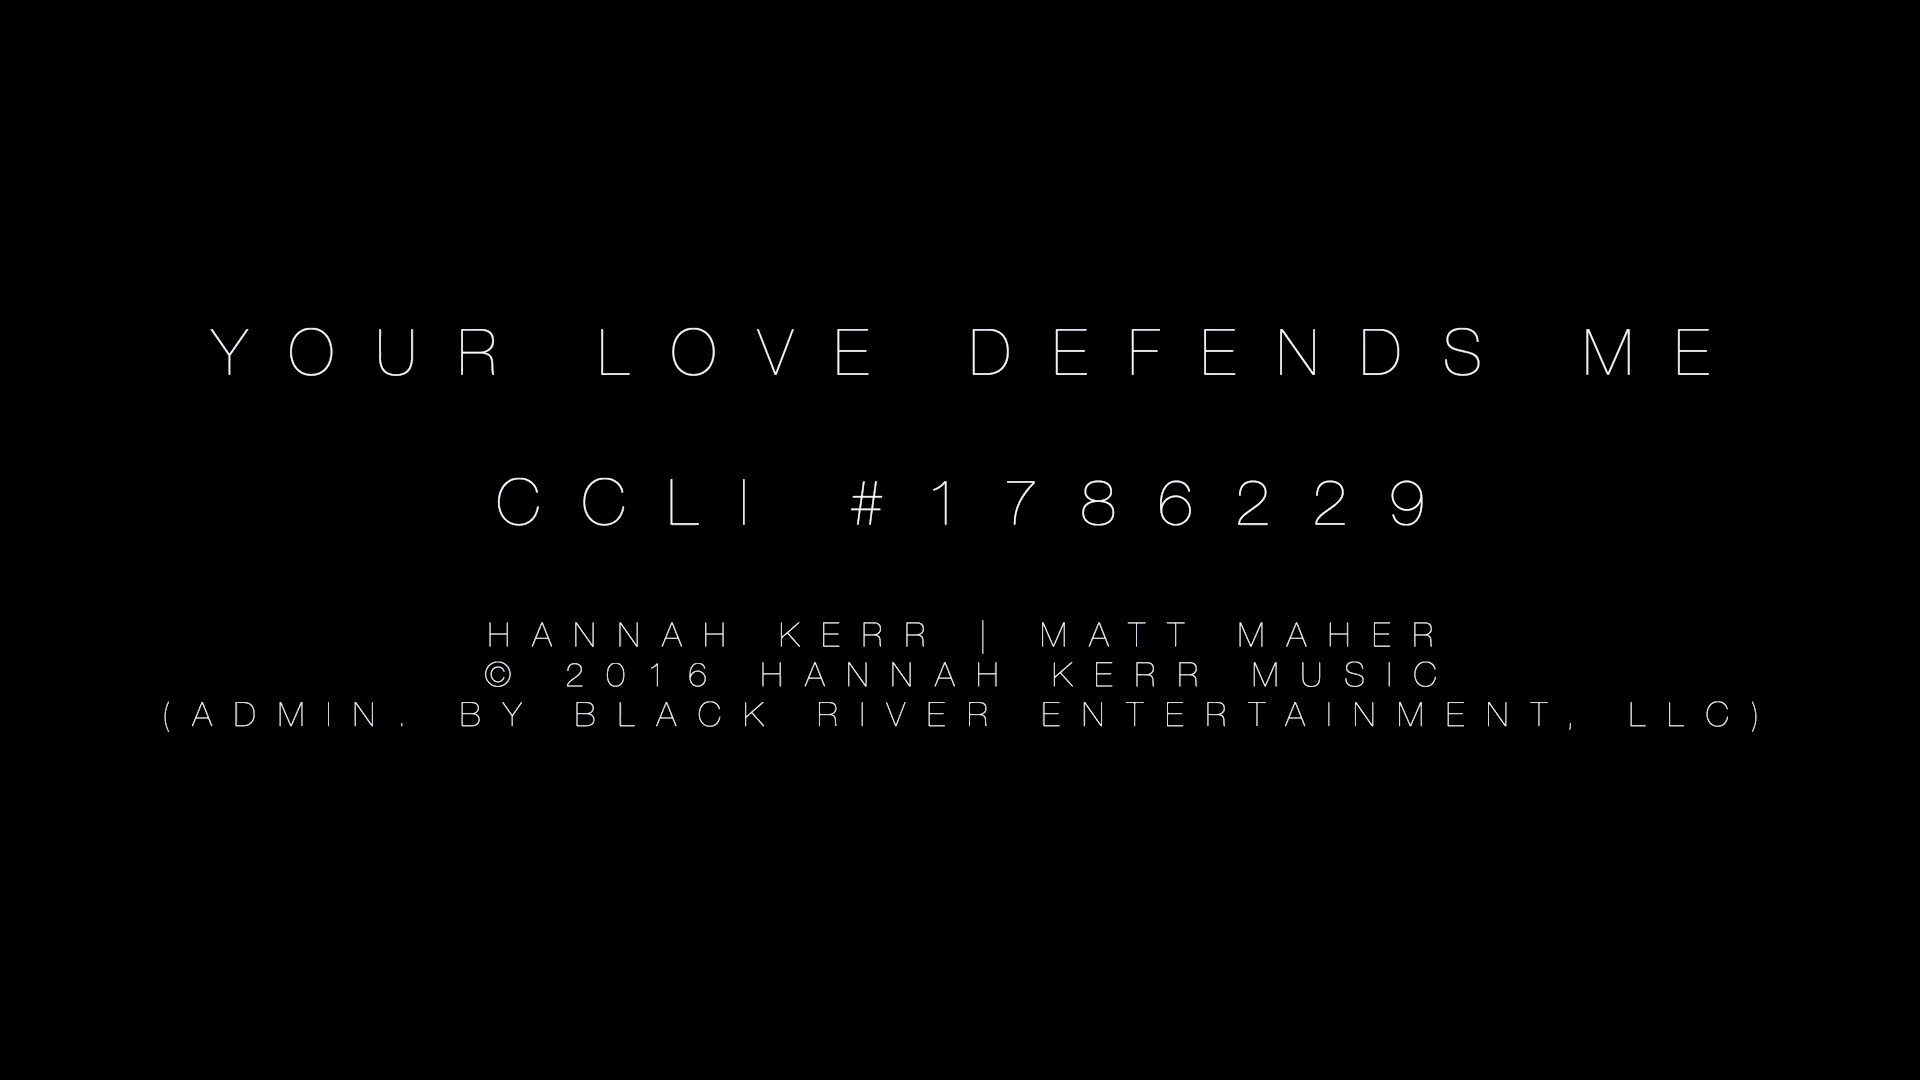 YOUR LOVE DEFENDS ME
CCLI #1786229
HANNAH KERR | MATT MAHER
© 2016 HANNAH KERR MUSIC
(ADMIN. BY BLACK RIVER ENTERTAINMENT, LLC)